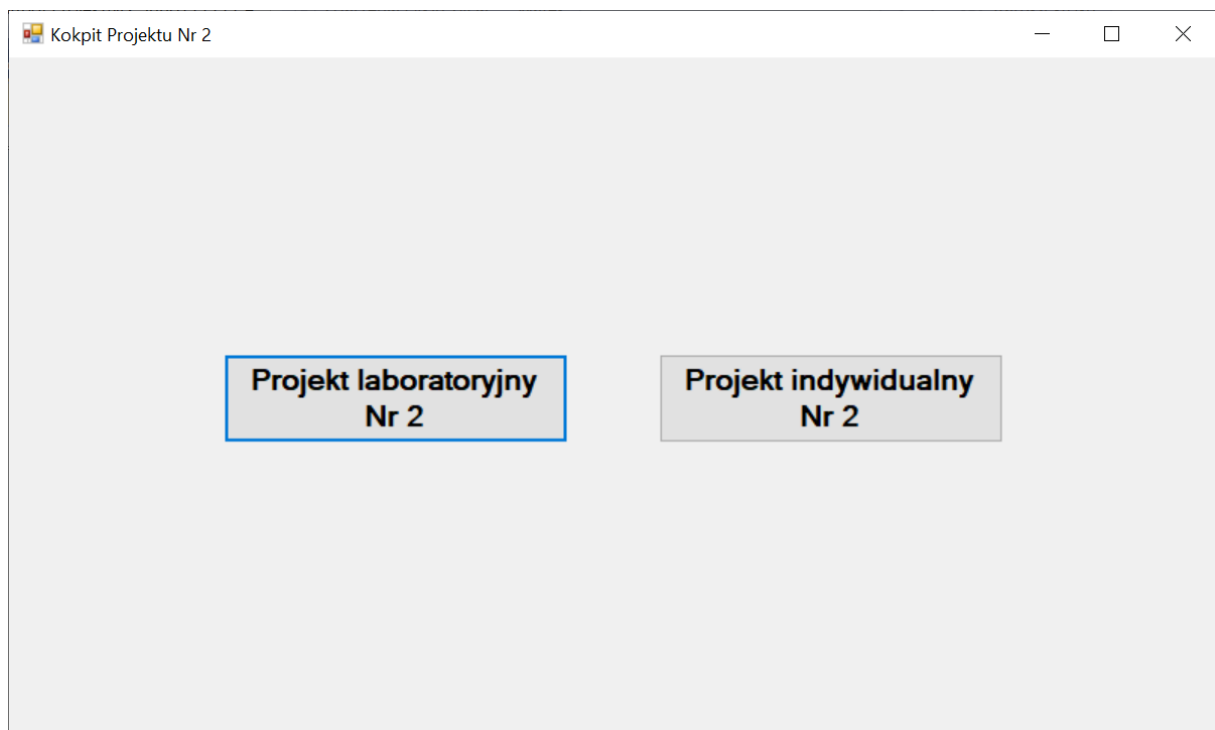 Kokpit Projektu Nr 2
Projekt laboratoryjny
Nr 2
Projekt indywidualny
Nr 2